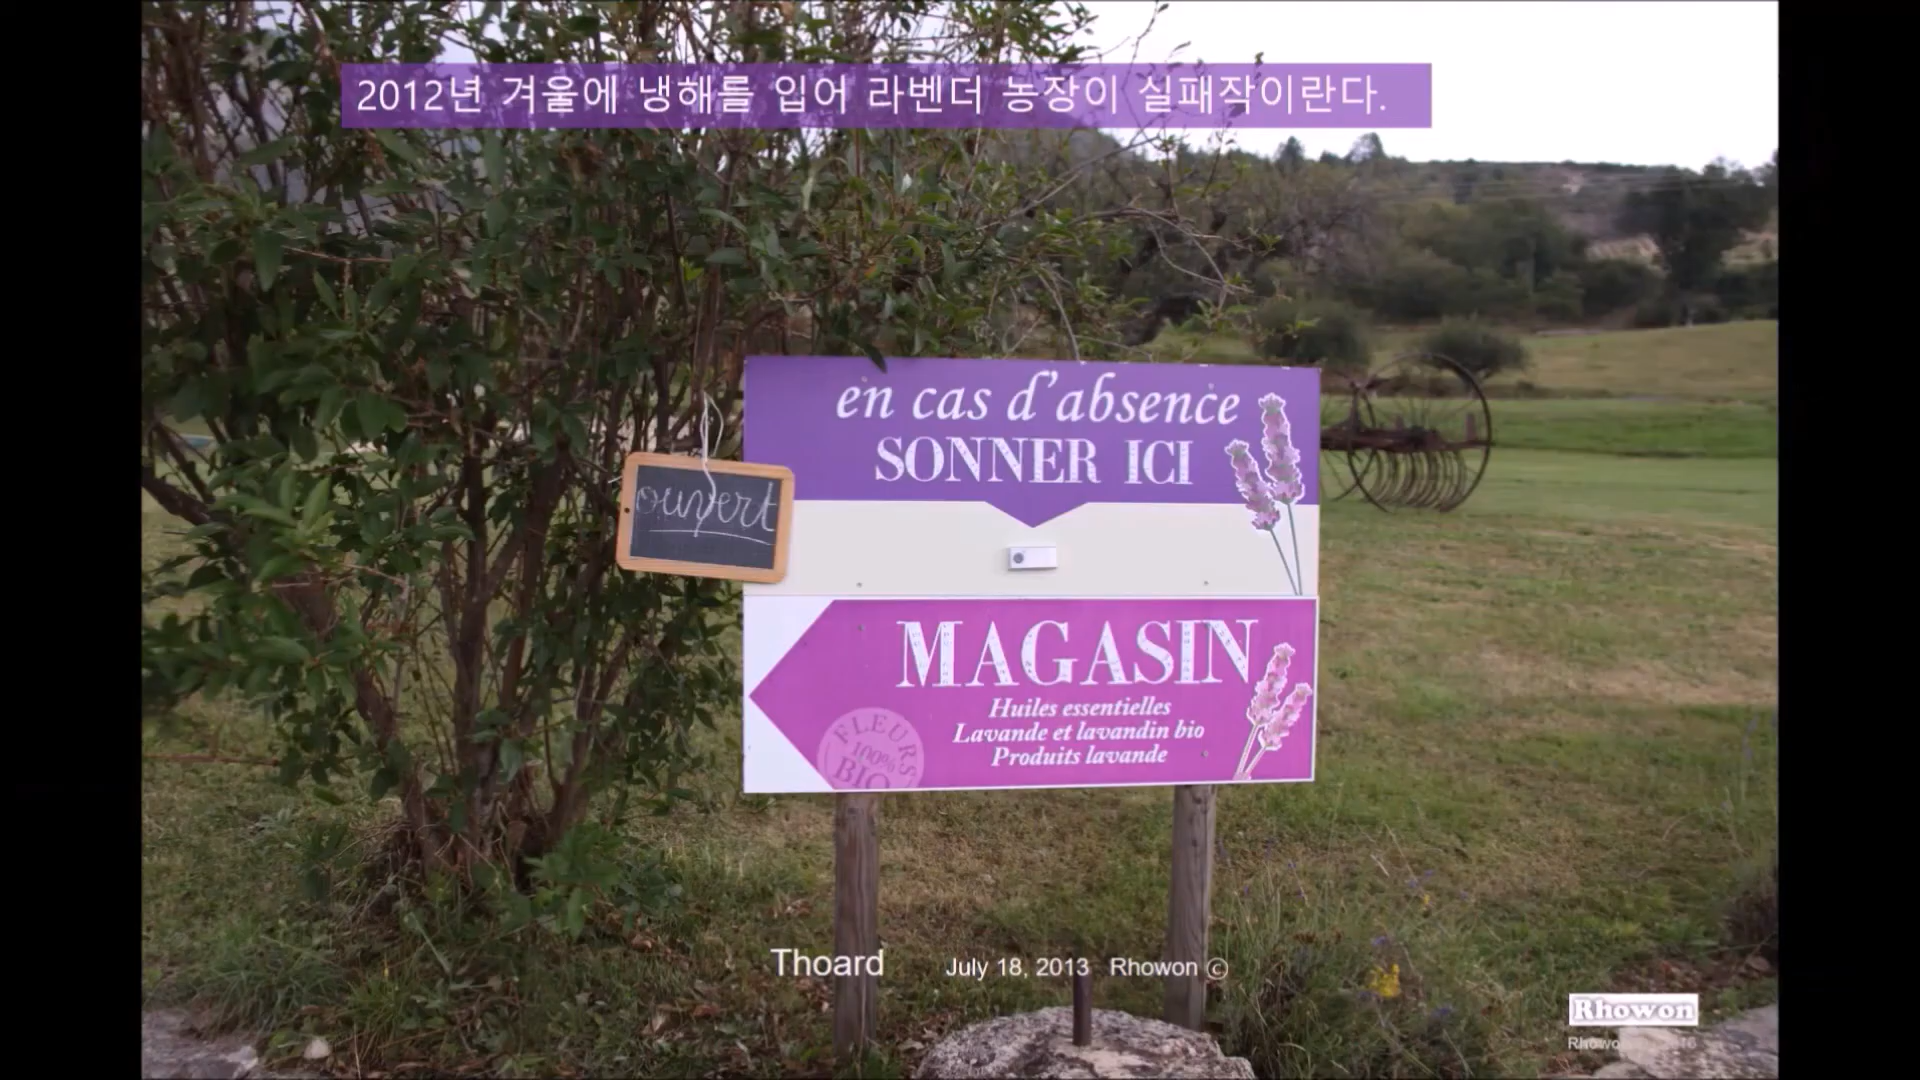 2012년 겨울에 냉해를 입어 라벤더 농장이 실패작이란다.
en cas d'absence
SONNER ICI
ouvert
MAGASIN
Huiles essentielles
Lavande et lavandin bio
Produits lavande
FLEURS
100%
BIO
Thoard July 18, 2013 Rhowon ©
Rhowon